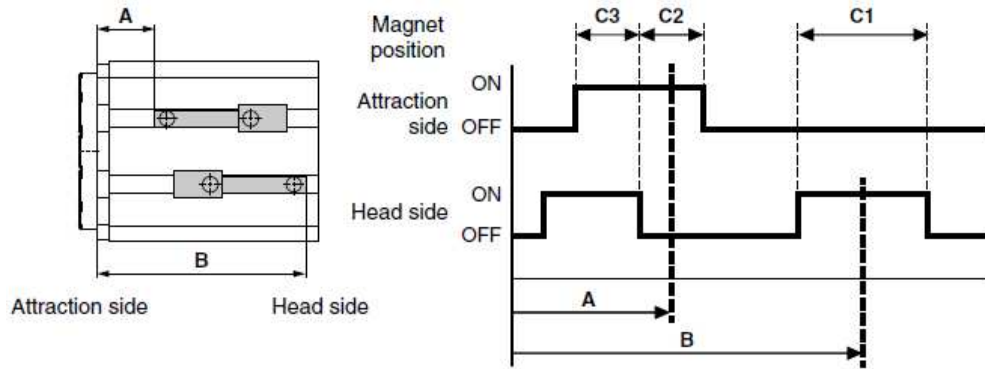 A
B
Attraction side
Head side
Magnet
position
C3
C2
C1
Attraction
side
ON
OFF
Head side
ON
OFF
A
B